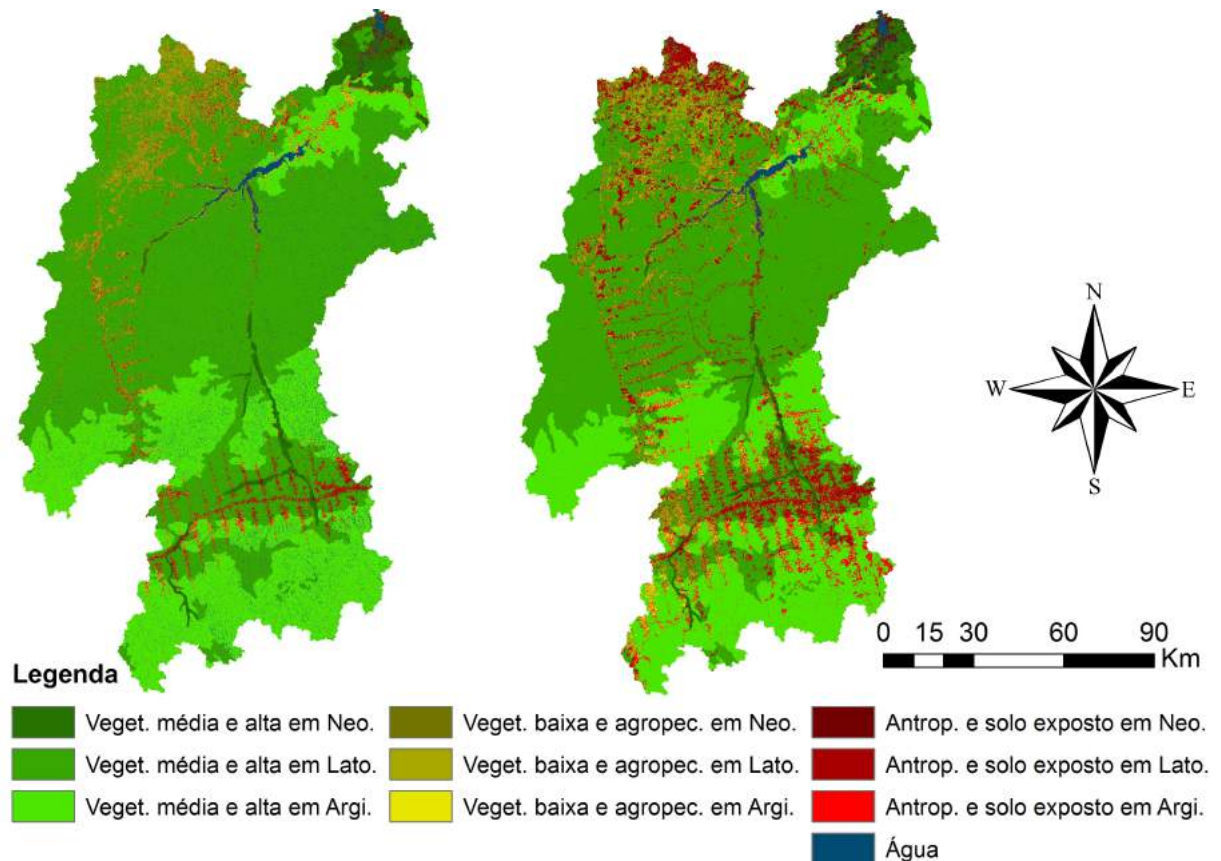 N
W
E
S
0 15 30 60 90
Km
Legenda
Veget. média e alta em Neo.
Veget. baixa e agropec. em Neo.
Antrop. e solo exposto em Neo.
Veget. média e alta em Lato.
Veget. baixa e agropec. em Lato.
Antrop. e solo exposto em Lato.
Veget. média e alta em Argi.
Veget. baixa e agropec. em Argi.
Antrop. e solo exposto em Argi.
Água